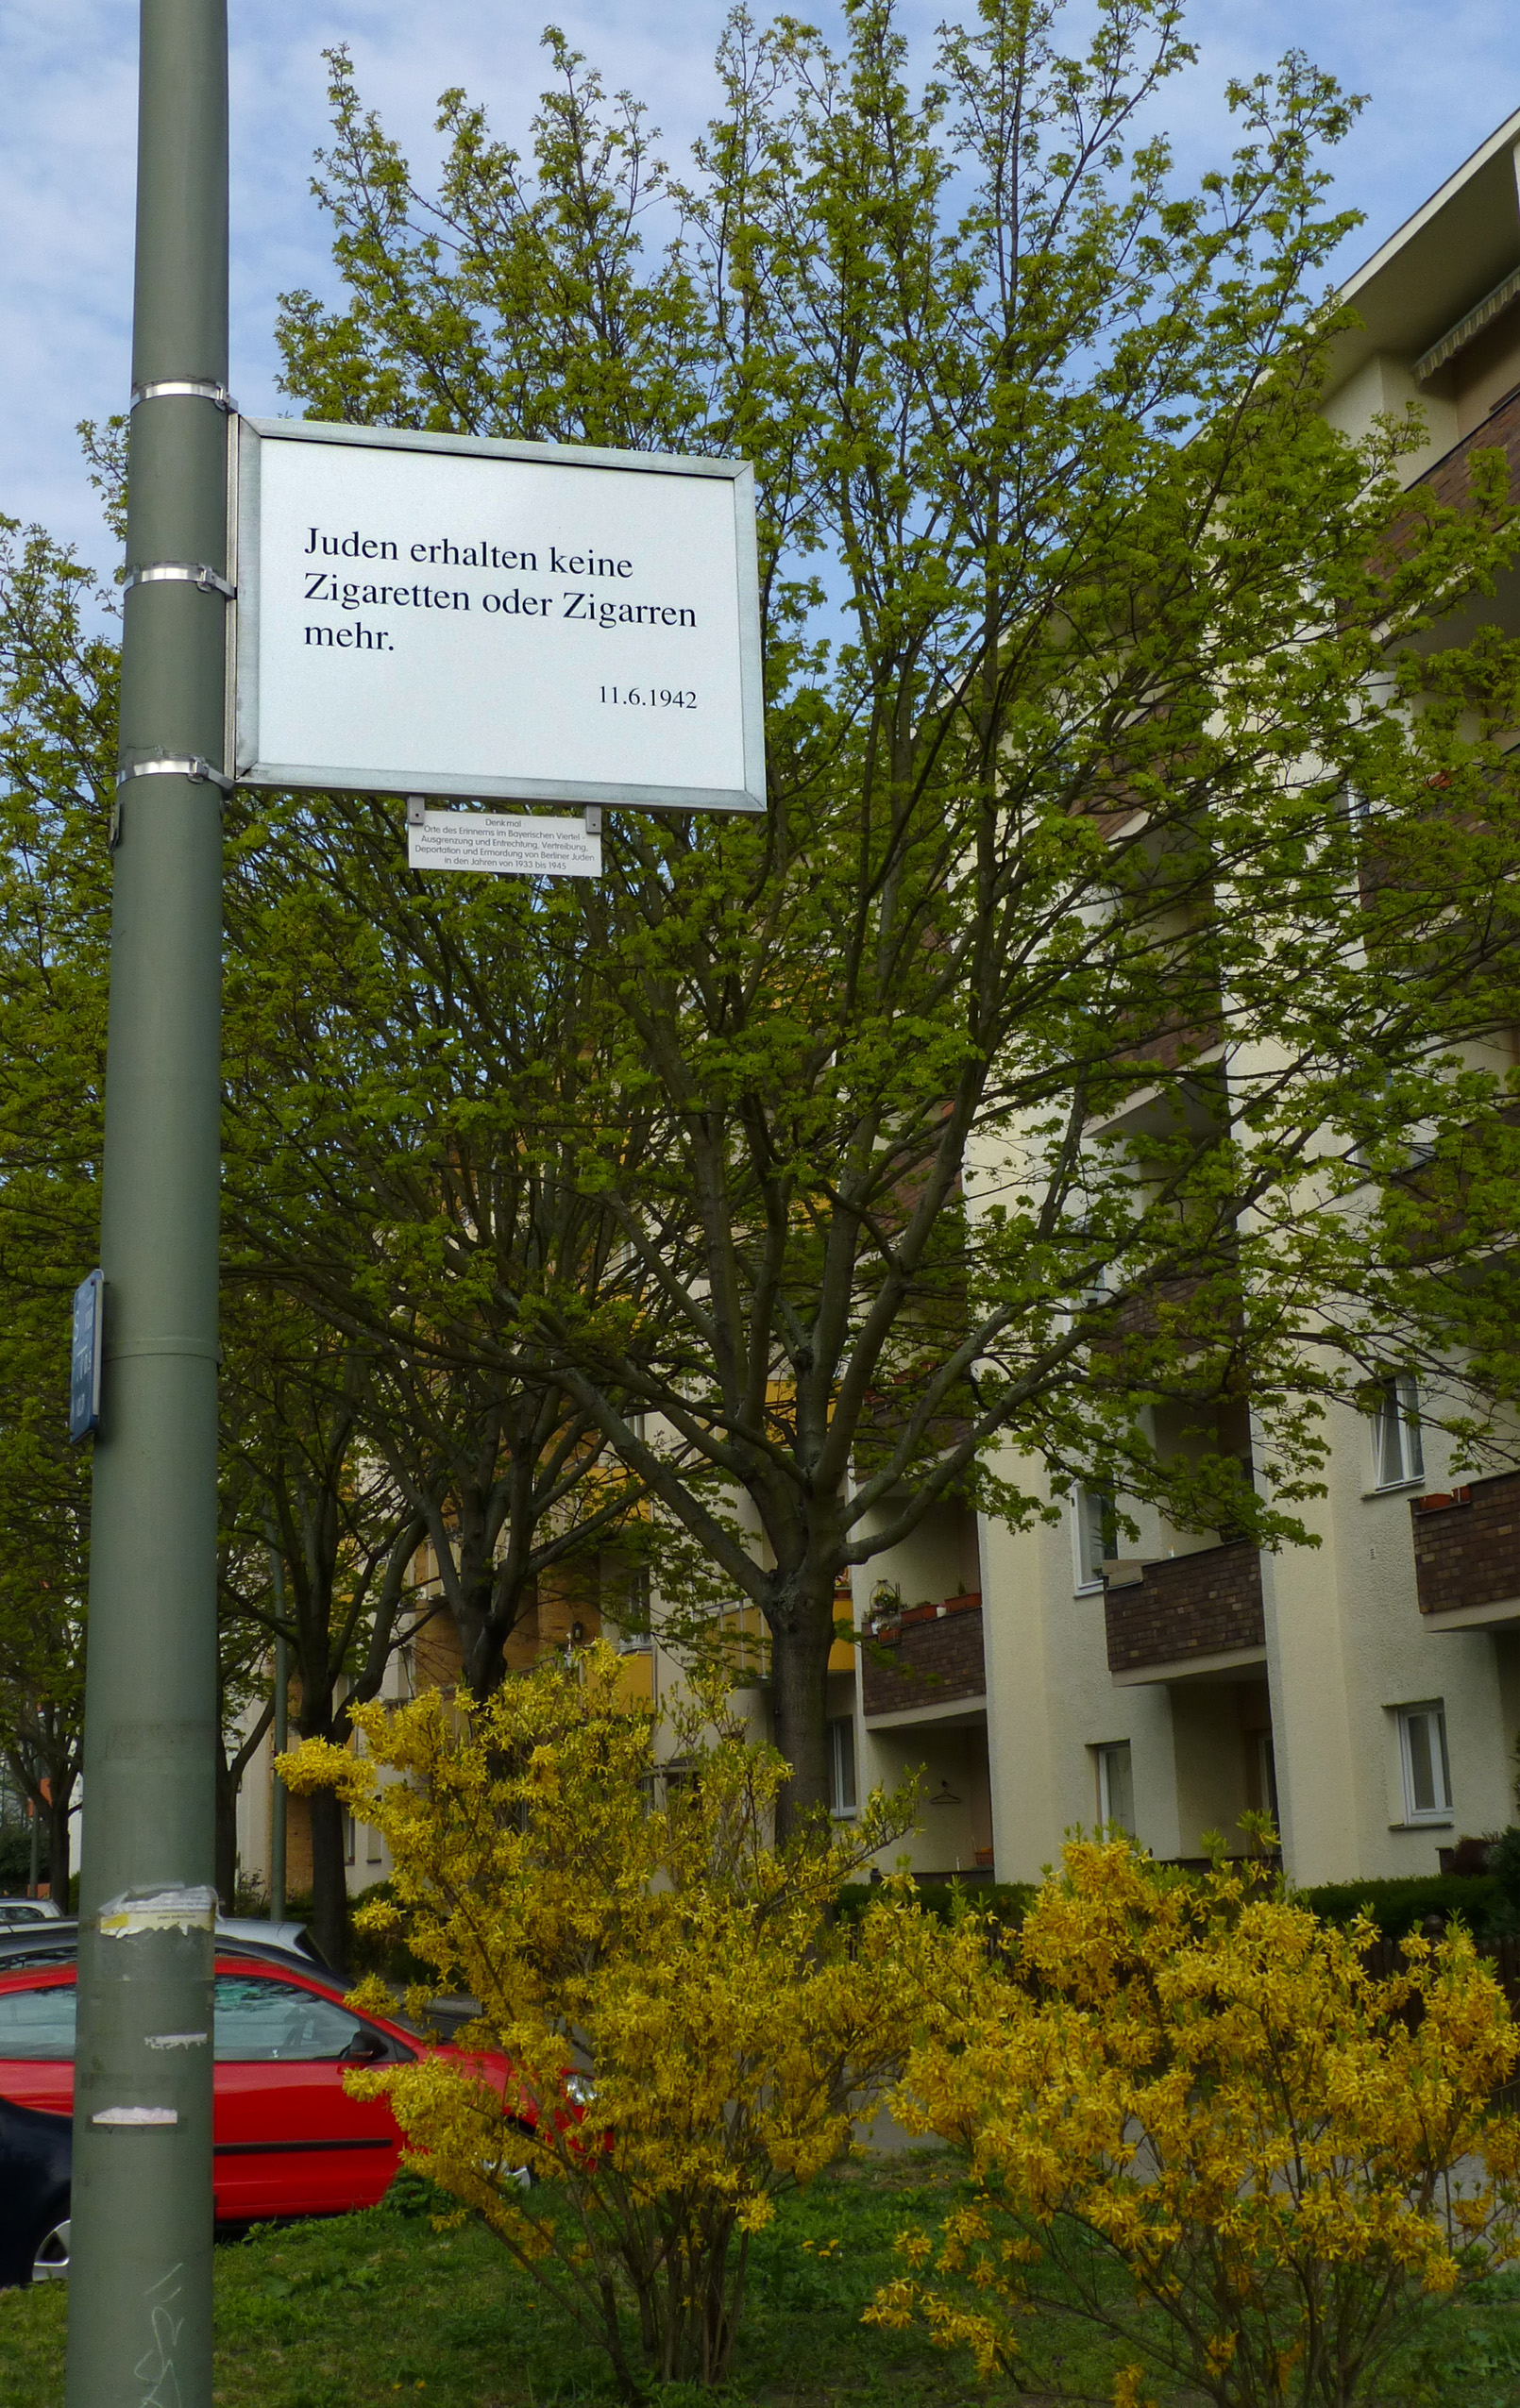 Juden erhalten keine
Zigaretten oder Zigarren
mehr.
11.6.1942
Denkmal
Orte des Erinnerns im Bayerischen Viertel -
Ausgrenzung und Entrechtung, Vertreibung,
Deportation und Ermordung von Berliner Juden
in den Jahren von 1933 bis 1945